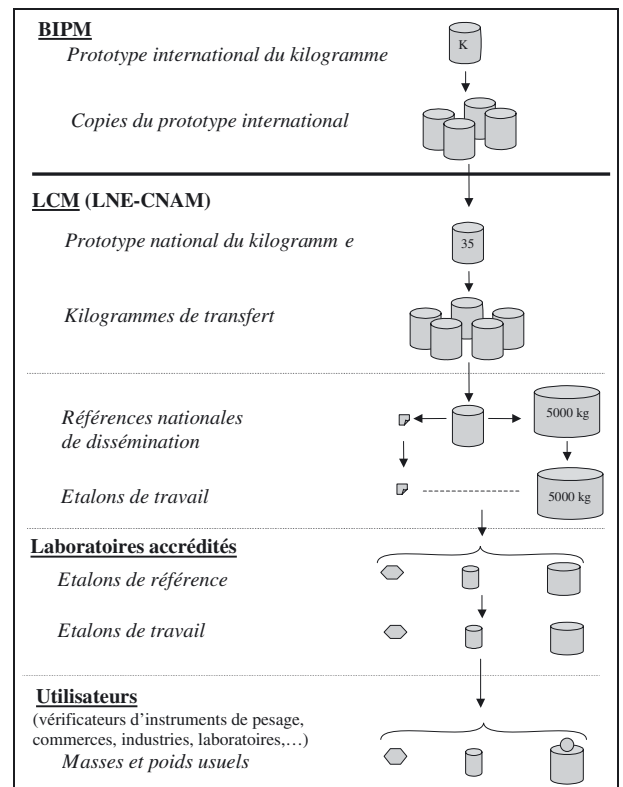 BIPM
Prototype international du kilogramme
K
Copies du prototype international
LCM (LNE-CNAM)
Prototype national du kilogramm e
35
Kilogrammes de transfert
Références nationales
de dissémination
5000 kg
Etalons de travail
5000 kg
Laboratoires accrédités
Etalons de référence
Etalons de travail
Utilisateurs
(vérificateurs d’instruments de pesage,
commerces, industries, laboratoires,…)
Masses et poids usuels